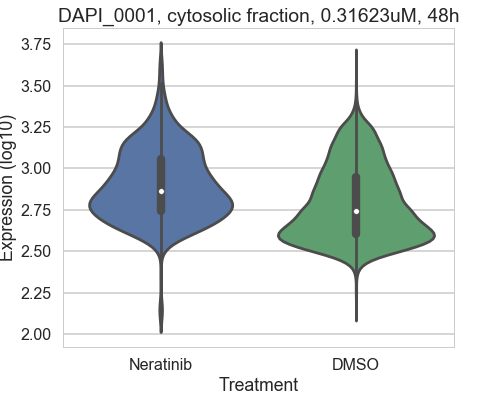 DAPI_0001, cytosolic fraction, 0.31623uM, 48h
Expression (log10)
3.75
3.50
3.25
3.00
2.75
2.50
2.25
2.00
Neratinib DMSO
Treatment